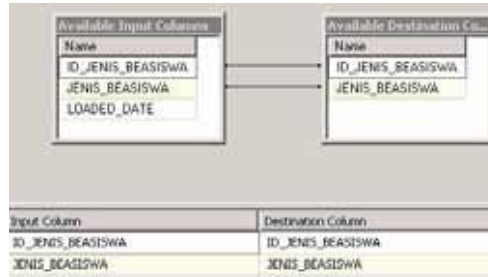 Available Input Columns
Name
ID_JENIS_BEASISWA
JENIS_BEASISWA
LOADED_DATE
Available Destination Co...
Name
ID_JENIS_BEASISWA
JENIS_BEASISWA
Input Column Destination Column
ID_JENIS_BEASISWA ID_JENIS_BEASISWA
JENIS_BEASISWA JENIS_BEASISWA